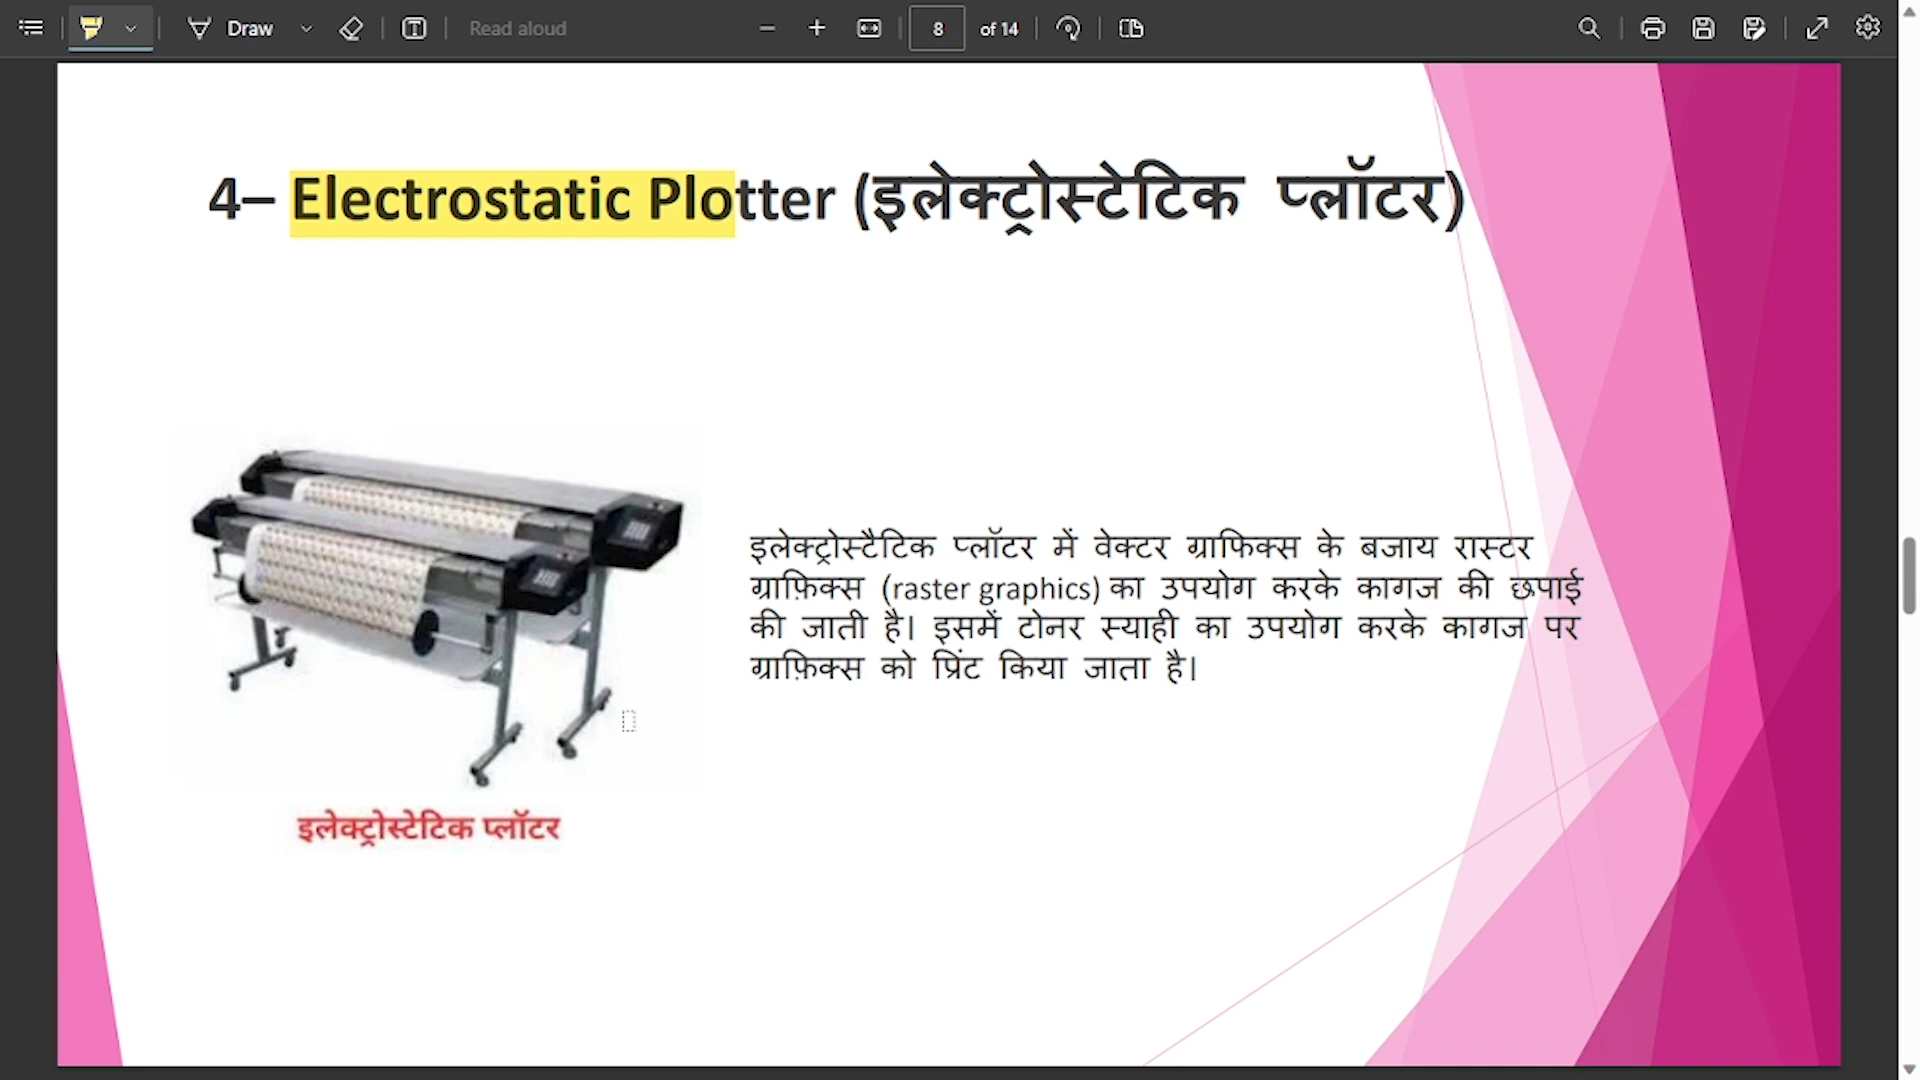 Draw
Read aloud
8
of 14
4– Electrostatic Plotter (इलेक्ट्रोस्टेटिक प्लॉटर)
इलेक्ट्रोस्टैटिक प्लॉटर में वेक्टर ग्राफिक्स के बजाय रास्टर
ग्राफ़िक्स (raster graphics) का उपयोग करके कागज की छपाई
की जाती है। इसमें टोनर स्याही का उपयोग करके कागज पर
ग्राफ़िक्स को प्रिंट किया जाता है।
इलेक्ट्रोस्टेटिक प्लॉटर